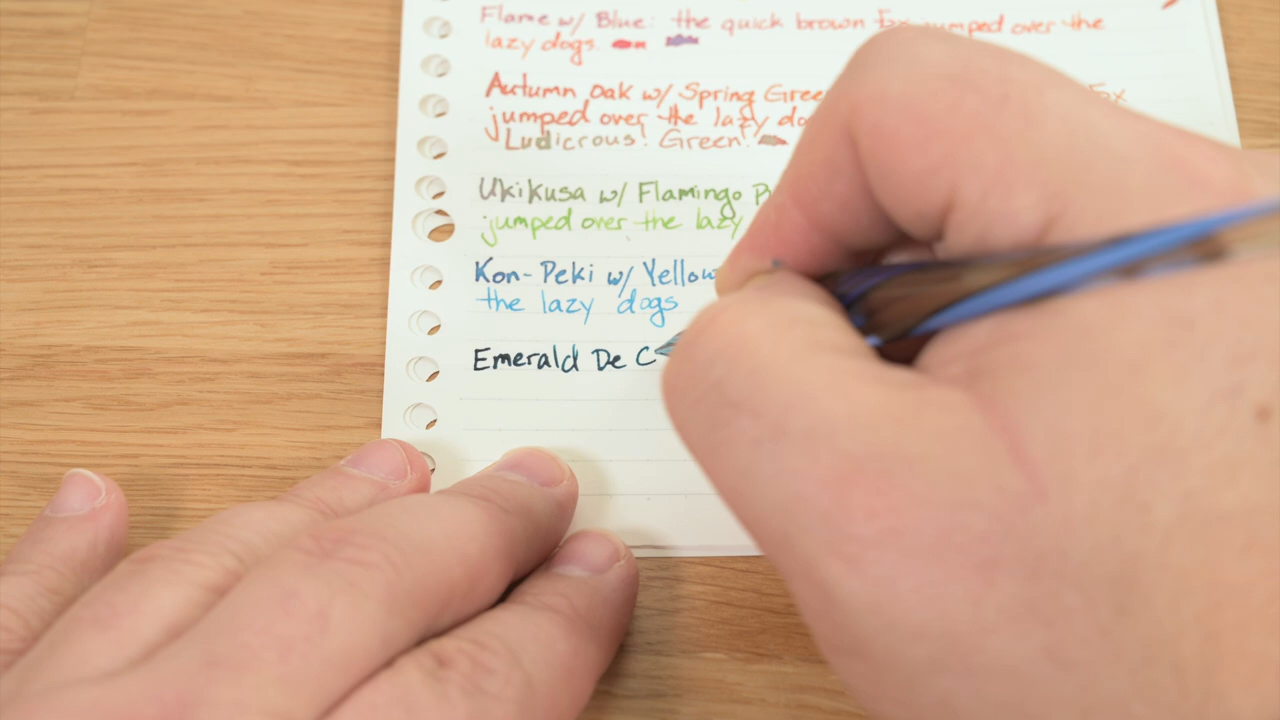 Flame w/ Blue: the quick brown fox jumped over the
lazy dogs.
Autumn Oak w/ Spring Gree
jumped over the lazy do
Ludicrous! Green!
Ukikusa w/ Flamingo
jumped over the lazy
Kon-Peki w/ Yellow
the lazy dogs
Emerald De C